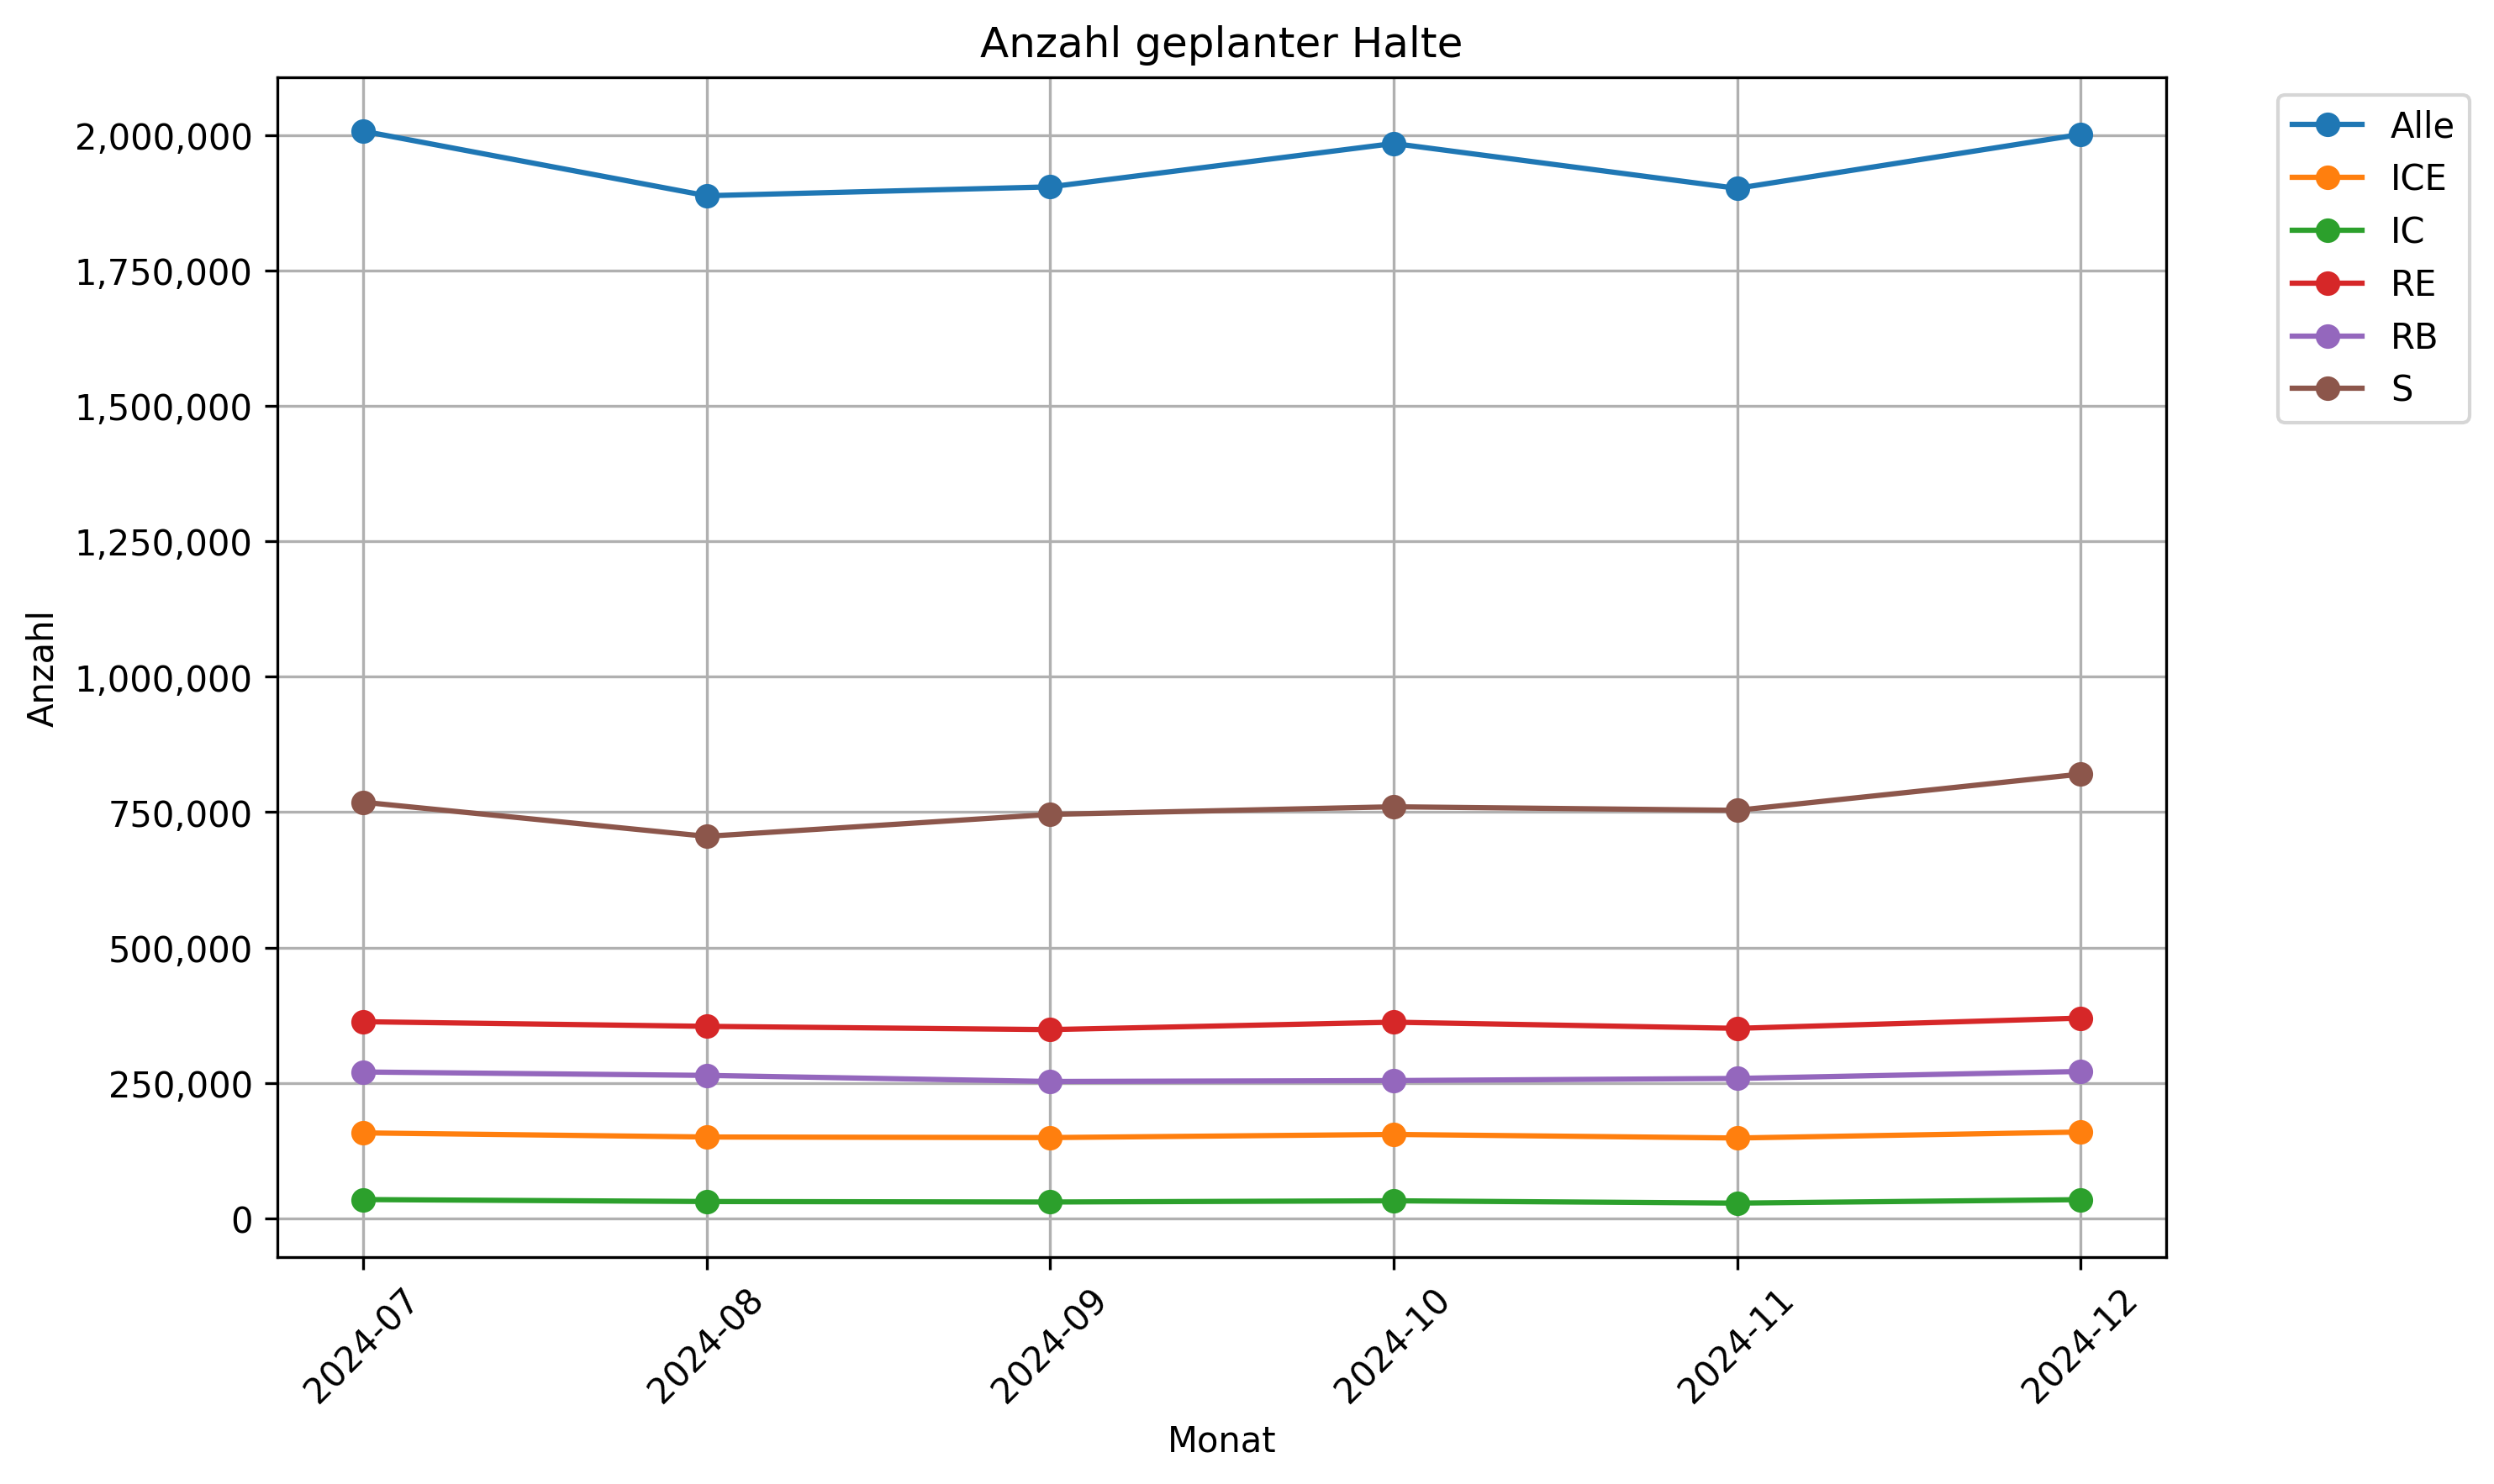 Anzahl geplanter Halte
2,000,000
1,750,000
1,500,000
1,250,000
1,000,000
750,000
500,000
250,000
0
Anzahl
2024-07
2024-08
2024-09
2024-10
2024-11
2024-12
Monat
Alle
ICE
IC
RE
RB
S